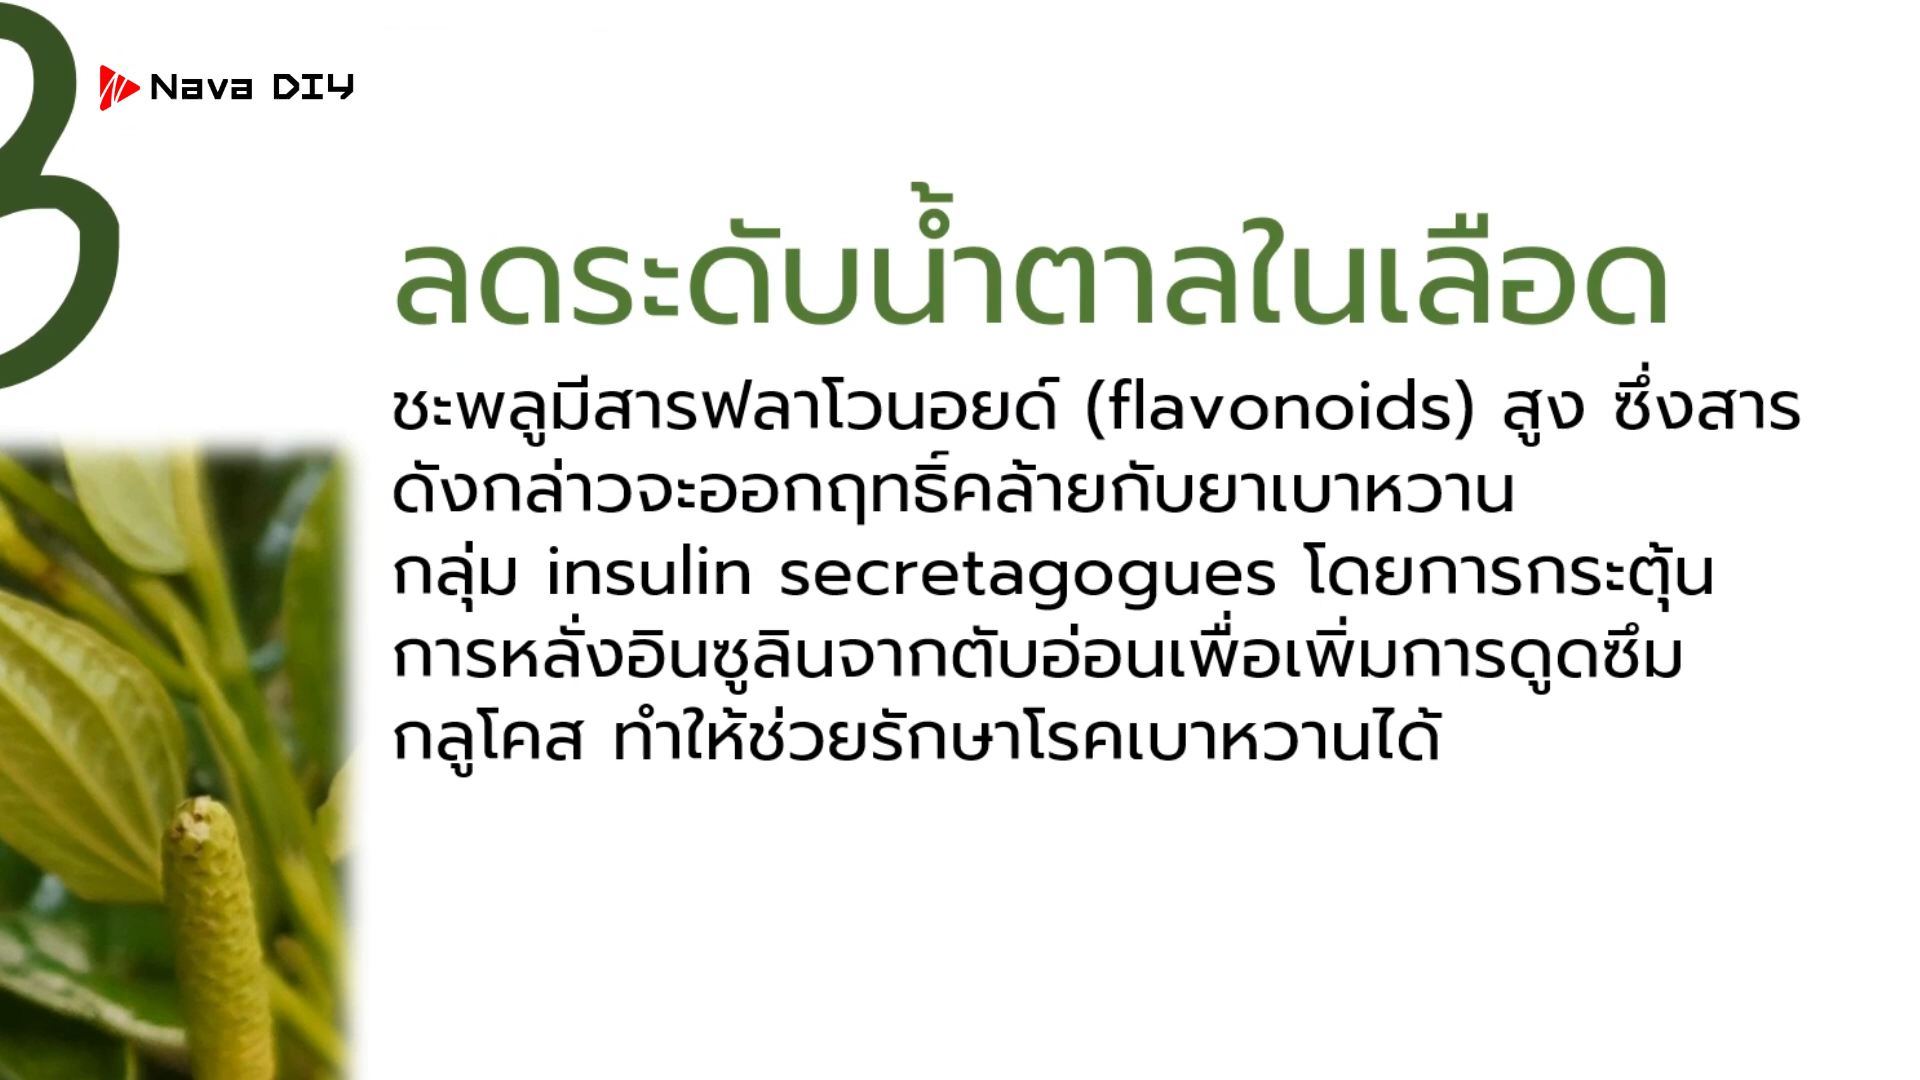 3
Nava DIY
ลดระดับน้ำตาลในเลือด
ชะพลูมีสารฟลาโวนอยด์ (flavonoids) สูง ซึ่งสาร
ดังกล่าวจะออกฤทธิ์คล้ายกับยาเบาหวาน
กลุ่ม insulin secretagogues โดยการกระตุ้น
การหลั่งอินซูลินจากตับอ่อนเพื่อเพิ่มการดูดซึม
กลูโคส ทำให้ช่วยรักษาโรคเบาหวานได้